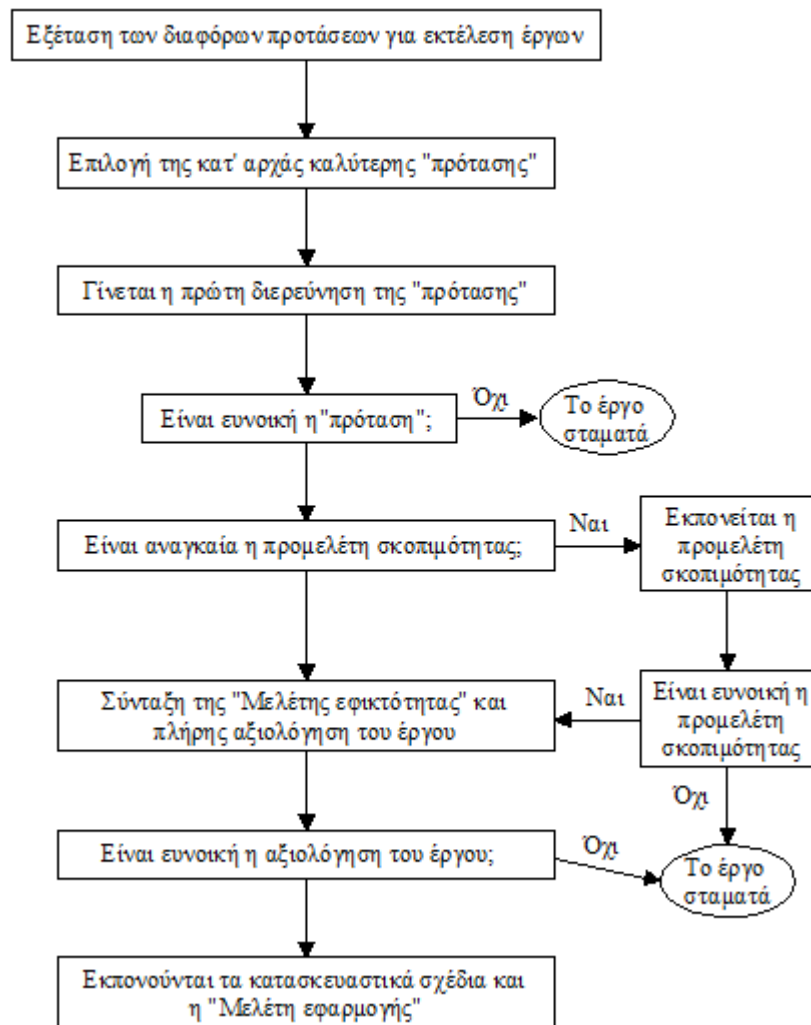 Εξέταση των διαφόρων προτάσεων για εκτέλεση έργων
Επιλογή της κατ' αρχάς καλύτερης "πρότασης"
Γίνεται η πρώτη διερεύνηση της "πρότασης"
Είναι ευνοική η"πρόταση";
Όχι
Το έργο
σταματά
Είναι αναγκαία η προμελέτη σκοπιμότητας;
Ναι
Εκπονείται η
προμελέτη
σκοπιμότητας
Σύνταξη της "Μελέτης εφικτότητας" και
πλήρης αξιολόγηση του έργου
Ναι
Είναι ευνοική η
προμελέτη
σκοπιμότητας
Όχι
Είναι ευνοική η αξιολόγηση του έργου;
Όχι
Το έργο
σταματά
Εκπονούνται τα κατασκευαστικά σχέδια και
η "Μελέτη εφαρμογής"